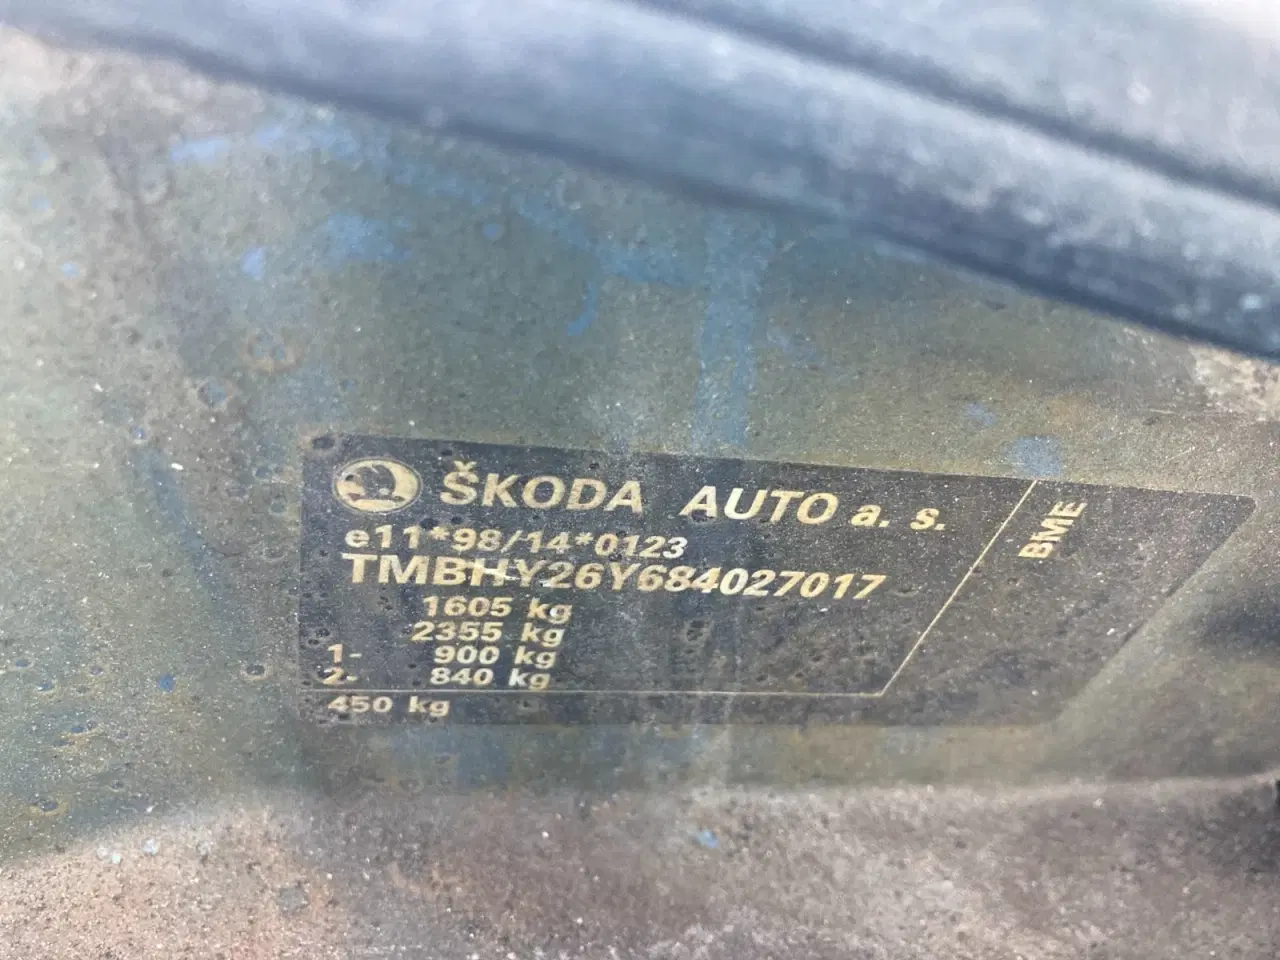 ŠKODA AUTO a. s.
BME
e11*98/14*0123
TMBHY26Y684027017
1605 kg
2355 kg
1- 900 kg
2- 840 kg
450 kg